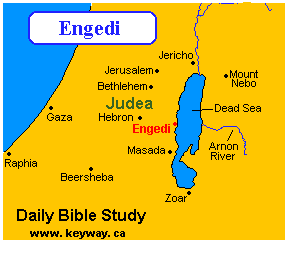 Engedi
Jericho
Jerusalem
Mount
Nebo
Bethlehem
Judea
Dead Sea
Gaza
Hebron
Engedi
Masada
Arnon
River
Raphia
Beersheba
Zoar
Daily Bible Study
www.keyway.ca